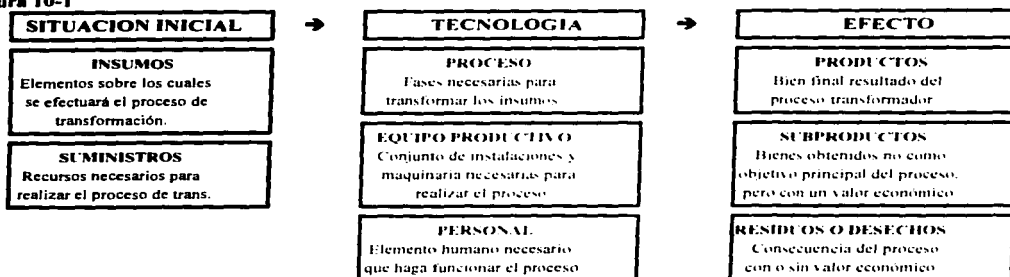 ura 10-1
SITUACION INICIAL ➔ TECNOLOGIA ➔ EFECTO
INSUMOS
Elementos sobre los cuales
se efectuará el proceso de
transformación.
SUMINISTROS
Recursos necesarios para
realizar el proceso de trans.
PROCESO
Fases necesarias para
transformar los insumos
EQUIPO PRODUCTIVO
Conjunto de instalaciones y
maquinaria necesarias para
realizar el proceso
PERSONAL
Elemento humano necesario
que haga funcionar el proceso
PRODUCTOS
Bien final resultado del
proceso transformador
SUBPRODUCTOS
Bienes obtenidos no como
objetivo principal del proceso,
pero con un valor económico
RESIDUOS O DESECHOS
Consecuencia del proceso
con o sin valor económico